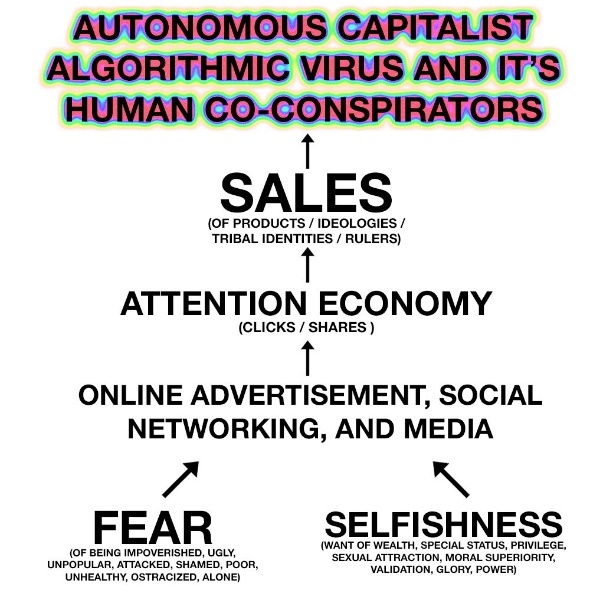 AUTONOMOUS CAPITALIST
ALGORITHMIC VIRUS AND IT'S
HUMAN CO-CONSPIRATORS
SALES
(OF PRODUCTS / IDEOLOGIES /
TRIBAL IDENTITIES / RULERS)
ATTENTION ECONOMY
(CLICKS / SHARES )
ONLINE ADVERTISEMENT, SOCIAL
NETWORKING, AND MEDIA
FEAR
(OF BEING IMPOVERISHED, UGLY,
UNPOPULAR, ATTACKED, SHAMED, POOR,
UNHEALTHY, OSTRACIZED, ALONE)
SELFISHNESS
(WANT OF WEALTH, SPECIAL STATUS, PRIVILEGE,
SEXUAL ATTRACTION, MORAL SUPERIORITY,
VALIDATION, GLORY, POWER)